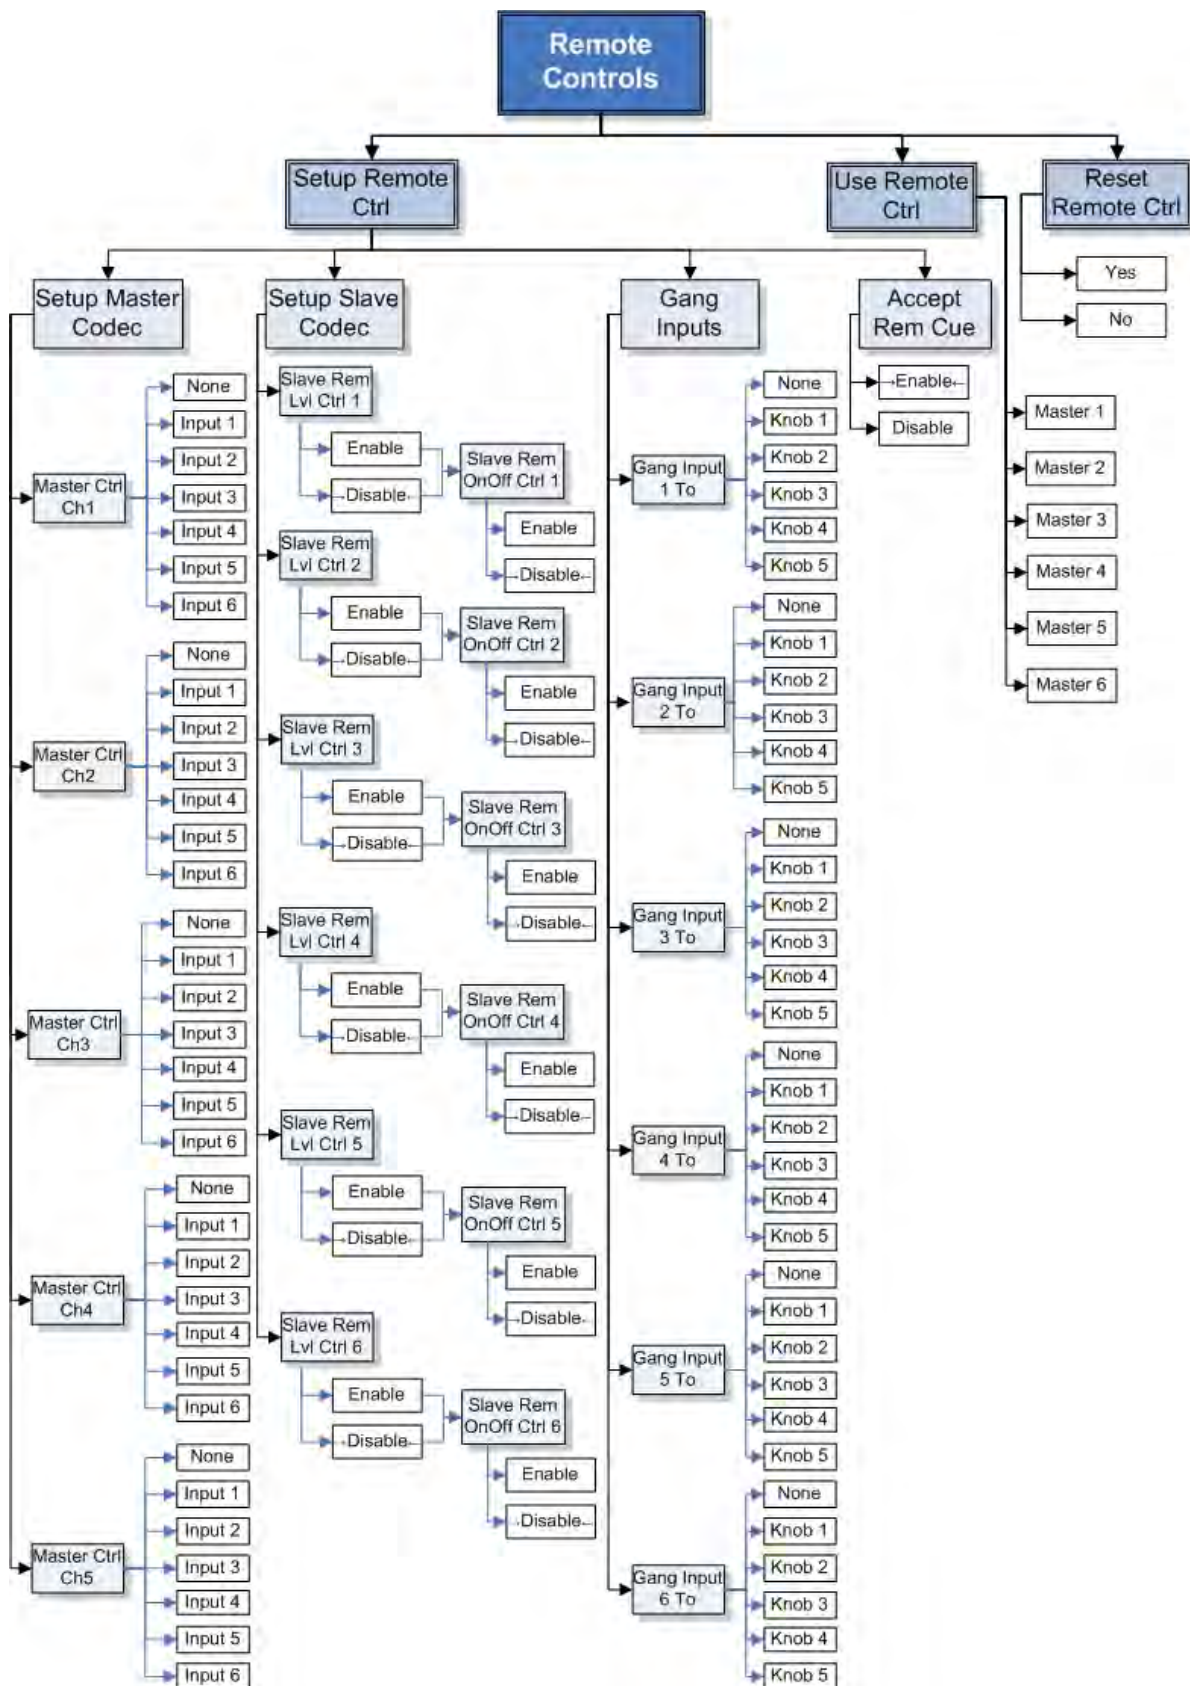 Remote
Controls
Setup Remote
Ctrl
Use Remote
Ctrl
Reset
Remote Ctrl
Yes
No
Setup Master
Codec
Setup Slave
Codec
Gang
Inputs
Accept
Rem Cue
→Enable←
Disable
Master 1
Master 2
Master 3
Master 4
Master 5
Master 6
Master Ctrl
Ch1
None
Input 1
Input 2
Input 3
Input 4
Input 5
Input 6
Master Ctrl
Ch2
None
Input 1
Input 2
Input 3
Input 4
Input 5
Input 6
Master Ctrl
Ch3
None
Input 1
Input 2
Input 3
Input 4
Input 5
Input 6
Master Ctrl
Ch4
None
Input 1
Input 2
Input 3
Input 4
Input 5
Input 6
Master Ctrl
Ch5
None
Input 1
Input 2
Input 3
Input 4
Input 5
Input 6
Slave Rem
Lvl Ctrl 1
Enable
→Disable←
Slave Rem
OnOff Ctrl 1
Enable
→Disable←
Slave Rem
Lvl Ctrl 2
Enable
→Disable←
Slave Rem
OnOff Ctrl 2
Enable
→Disable←
Slave Rem
Lvl Ctrl 3
Enable
→Disable←
Slave Rem
OnOff Ctrl 3
Enable
→Disable←
Slave Rem
Lvl Ctrl 4
Enable
→Disable←
Slave Rem
OnOff Ctrl 4
Enable
→Disable←
Slave Rem
Lvl Ctrl 5
Enable
→Disable←
Slave Rem
OnOff Ctrl 5
Enable
→Disable←
Slave Rem
Lvl Ctrl 6
Enable
→Disable←
Slave Rem
OnOff Ctrl 6
Enable
→Disable←
Gang Input
1 To
None
Knob 1
Knob 2
Knob 3
Knob 4
Knob 5
Gang Input
2 To
None
Knob 1
Knob 2
Knob 3
Knob 4
Knob 5
Gang Input
3 To
None
Knob 1
Knob 2
Knob 3
Knob 4
Knob 5
Gang Input
4 To
None
Knob 1
Knob 2
Knob 3
Knob 4
Knob 5
Gang Input
5 To
None
Knob 1
Knob 2
Knob 3
Knob 4
Knob 5
Gang Input
6 To
None
Knob 1
Knob 2
Knob 3
Knob 4
Knob 5